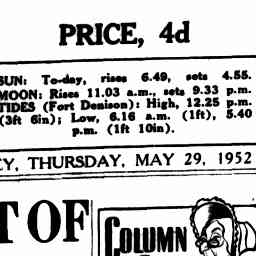 PRICE, 4d
SUN: To-day, rises 6.49, sets 4.55.
MOON: Rises 11.03 a.m., sets 9.33 p.m.
TIDES (Fort Denison): High, 12.25 p.m.
(3ft 6in); Low, 6.16 a.m. (1ft), 5.40
p.m. (1ft 10in).
EY, THURSDAY, MAY 29, 1952
T OF
COLUMN